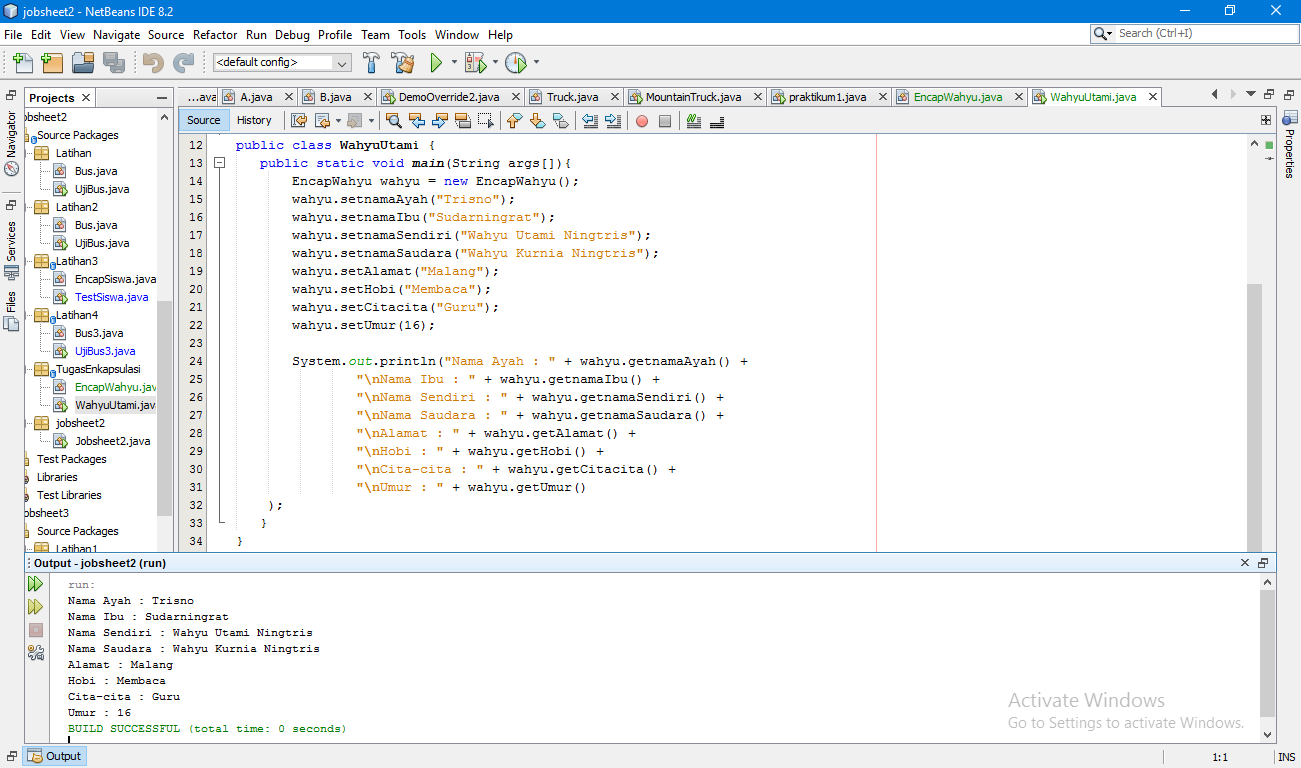 jobsheet2 - NetBeans IDE 8.2
File Edit View Navigate Source Refactor Run Debug Profile Team Tools Window Help
Search (Ctrl+I)
<default config>
Projects
...ava A.java B.java DemoOverride2.java Truck.java MountainTruck.java praktikum1.java EncapWahyu.java WahyuUtami.java
Source History
Navigator
Services
Files
Properties
obsheet2
Source Packages
Latihan
Bus.java
UjiBus.java
Latihan2
Bus.java
UjiBus.java
Latihan3
EncapSiswa.java
TestSiswa.java
Latihan4
Bus3.java
UjiBus3.java
TugasEnkapsulasi
EncapWahyu.jav
WahyuUtami.jav
jobsheet2
Jobsheet2.java
Test Packages
Libraries
Test Libraries
obsheet3
Source Packages
Latihan1
12 public class WahyuUtami {
13 public static void main(String args[]){
14 EncapWahyu wahyu = new EncapWahyu();
15 wahyu.setnamaAyah("Trisno");
16 wahyu.setnamaIbu("Sudarningrat");
17 wahyu.setnamaSendiri("Wahyu Utami Ningtris");
18 wahyu.setnamaSaudara("Wahyu Kurnia Ningtris");
19 wahyu.setAlamat("Malang");
20 wahyu.setHobi("Membaca");
21 wahyu.setCitacita("Guru");
22 wahyu.setUmur(16);
23
24 System.out.println("Nama Ayah : " + wahyu.getnamaAyah() +
25 "\nNama Ibu : " + wahyu.getnamaIbu() +
26 "\nNama Sendiri : " + wahyu.getnamaSendiri() +
27 "\nNama Saudara : " + wahyu.getnamaSaudara() +
28 "\nAlamat : " + wahyu.getAlamat() +
29 "\nHobi : " + wahyu.getHobi() +
30 "\nCita-cita : " + wahyu.getCitacita() +
31 "\nUmur : " + wahyu.getUmur()
32 );
33 }
34 }
Output - jobsheet2 (run)
run:
Nama Ayah : Trisno
Nama Ibu : Sudarningrat
Nama Sendiri : Wahyu Utami Ningtris
Nama Saudara : Wahyu Kurnia Ningtris
Alamat : Malang
Hobi : Membaca
Cita-cita : Guru
Umur : 16
BUILD SUCCESSFUL (total time: 0 seconds)
Activate Windows
Go to Settings to activate Windows.
Output
1:1 INS